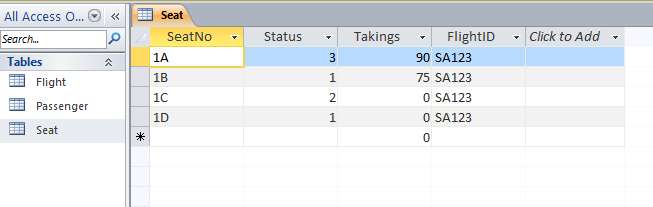 All Access O...
Search...
Tables
Flight
Passenger
Seat
Seat
SeatNo Status Takings FlightID Click to Add
1A 3 90 SA123
1B 1 75 SA123
1C 2 0 SA123
1D 1 0 SA123
0